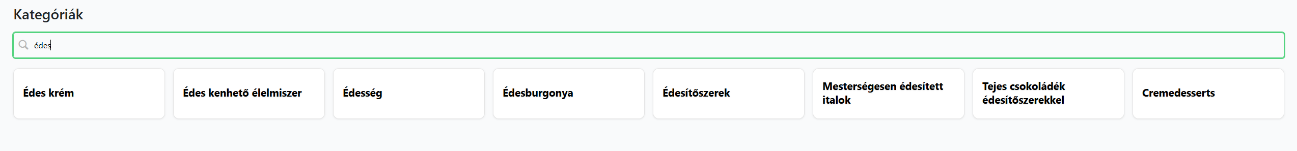 Kategóriák
édes
Édes krém
Édes kenhető élelmiszer
Édesség
Édesburgonya
Édesítőszerek
Mesterségesen édesített
italok
Tejes csokoládék
édesítőszerekkel
Cremedesserts